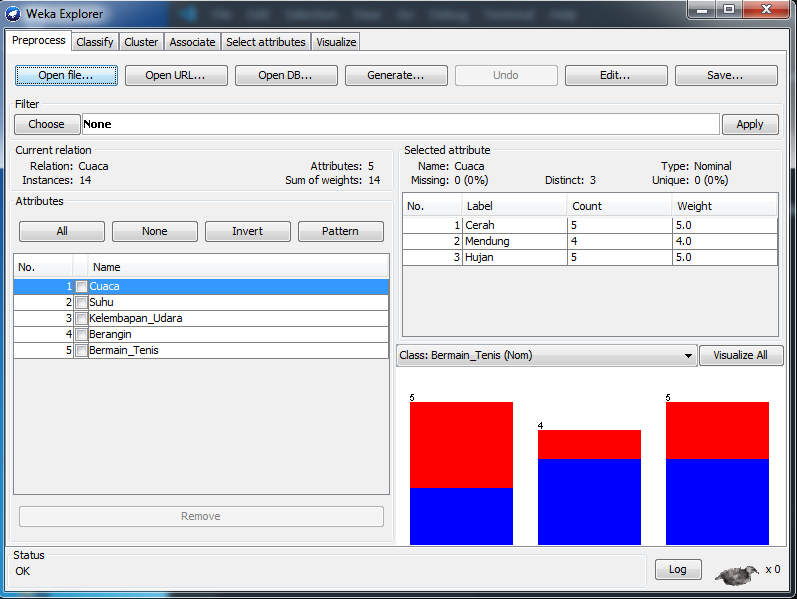 Weka Explorer
Preprocess Classify Cluster Associate Select attributes Visualize
Open file... Open URL... Open DB... Generate... Undo Edit... Save...
Filter
Choose None Apply
Current relation
Relation: Cuaca Attributes: 5
Instances: 14 Sum of weights: 14
Attributes
All None Invert Pattern
No. Name
1 Cuaca
2 Suhu
3 Kelembapan_Udara
4 Berangin
5 Bermain_Tenis
Remove
Selected attribute
Name: Cuaca Type: Nominal
Missing: 0 (0%) Distinct: 3 Unique: 0 (0%)
No. Label Count Weight
1 Cerah 5 5.0
2 Mendung 4 4.0
3 Hujan 5 5.0
Class: Bermain_Tenis (Nom) Visualize All
5 4 5
Status
OK
Log x 0